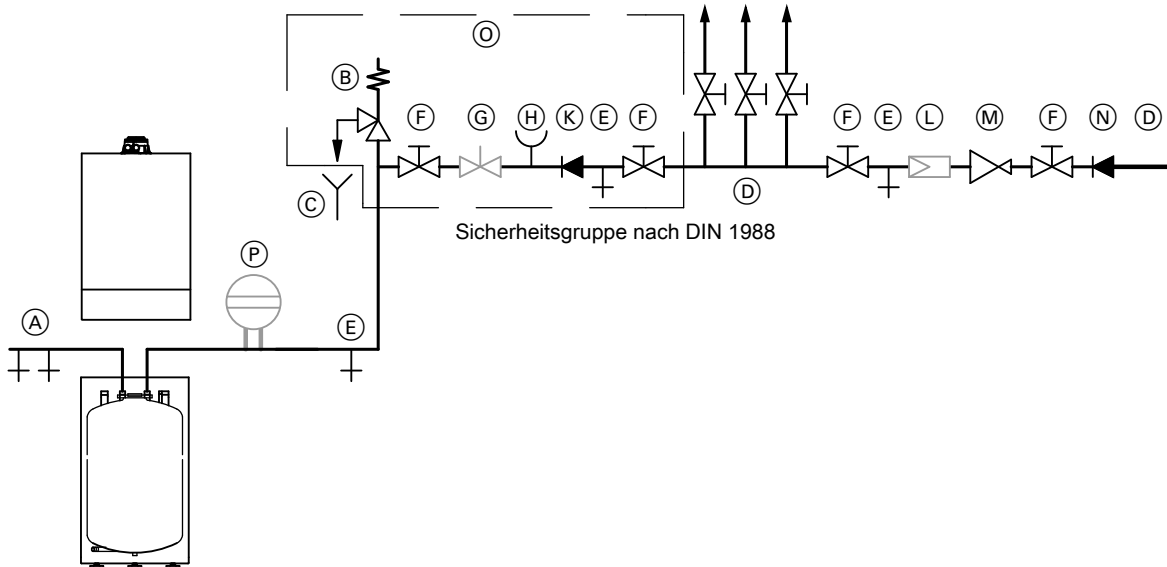 O
B
F G H K E F F E L M F N D
C
D
Sicherheitsgruppe nach DIN 1988
P
A
E